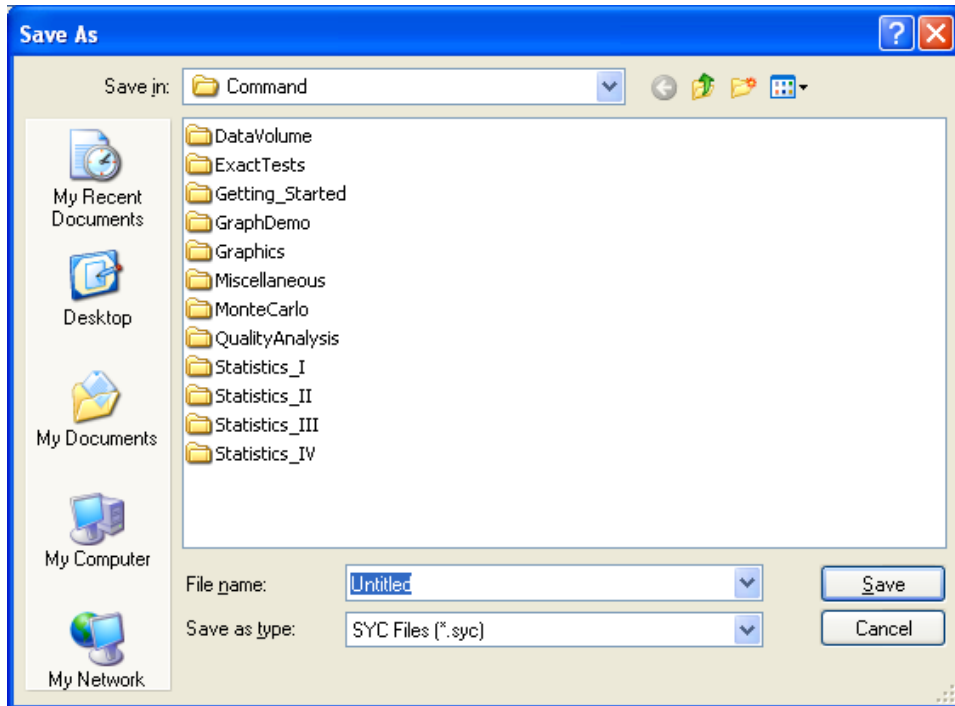 Save As
Save in:
Command
My Recent
Documents
Desktop
My Documents
My Computer
My Network
DataVolume
ExactTests
Getting_Started
GraphDemo
Graphics
Miscellaneous
MonteCarlo
QualityAnalysis
Statistics_I
Statistics_II
Statistics_III
Statistics_IV
File name:
Untitled
Save
Save as type:
SYC Files (*.syc)
Cancel